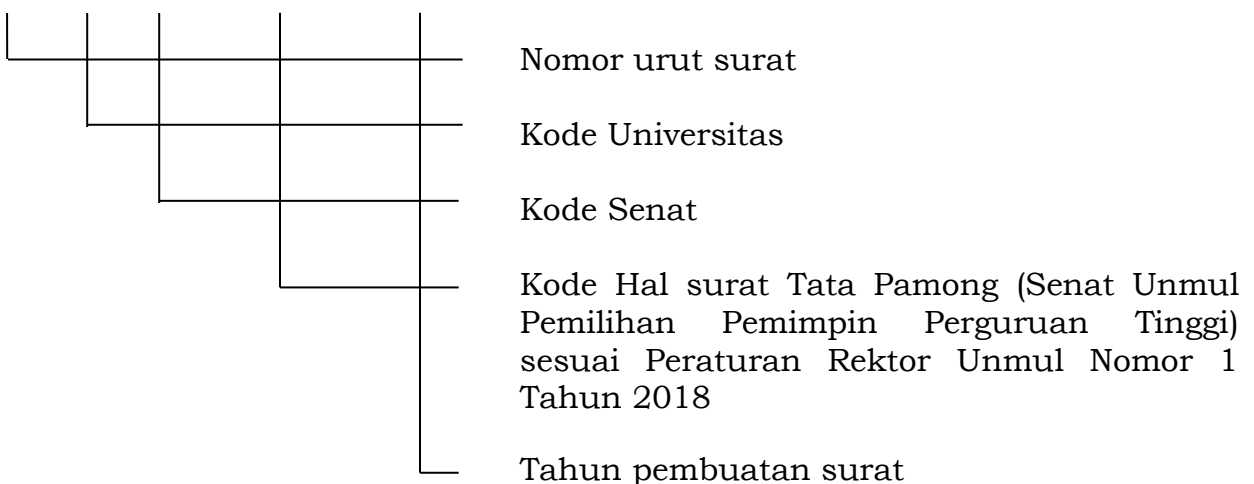 Nomor urut surat
Kode Universitas
Kode Senat
Kode Hal surat Tata Pamong (Senat Unmul
Pemilihan Pemimpin Perguruan Tinggi)
sesuai Peraturan Rektor Unmul Nomor 1
Tahun 2018
Tahun pembuatan surat